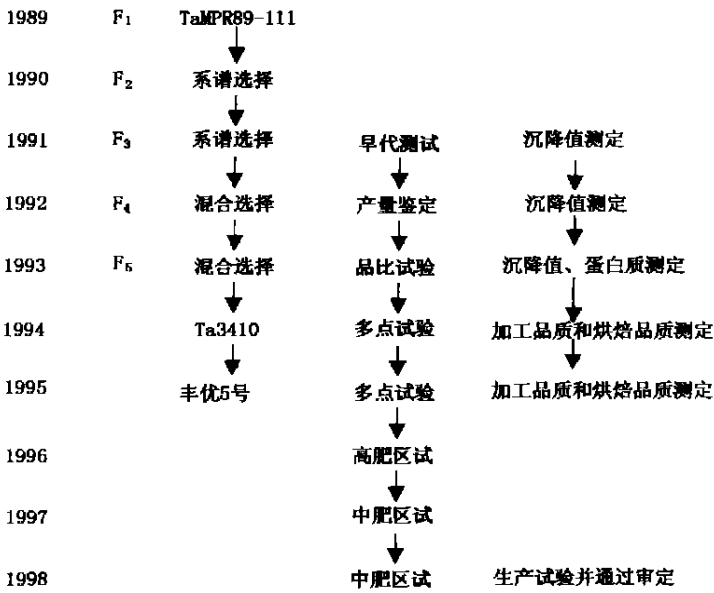 1989 F₁ TaMPR89-111
1990 F₂ 系谱选择
1991 F₃ 系谱选择 早代测试 沉降值测定
1992 F₄ 混合选择 产量鉴定 沉降值测定
1993 F₅ 混合选择 品比试验 沉降值、蛋白质测定
1994 Ta3410 多点试验 加工品质和烘焙品质测定
1995 丰优5号 多点试验 加工品质和烘焙品质测定
1996 高肥区试
1997 中肥区试
1998 中肥区试 生产试验并通过审定